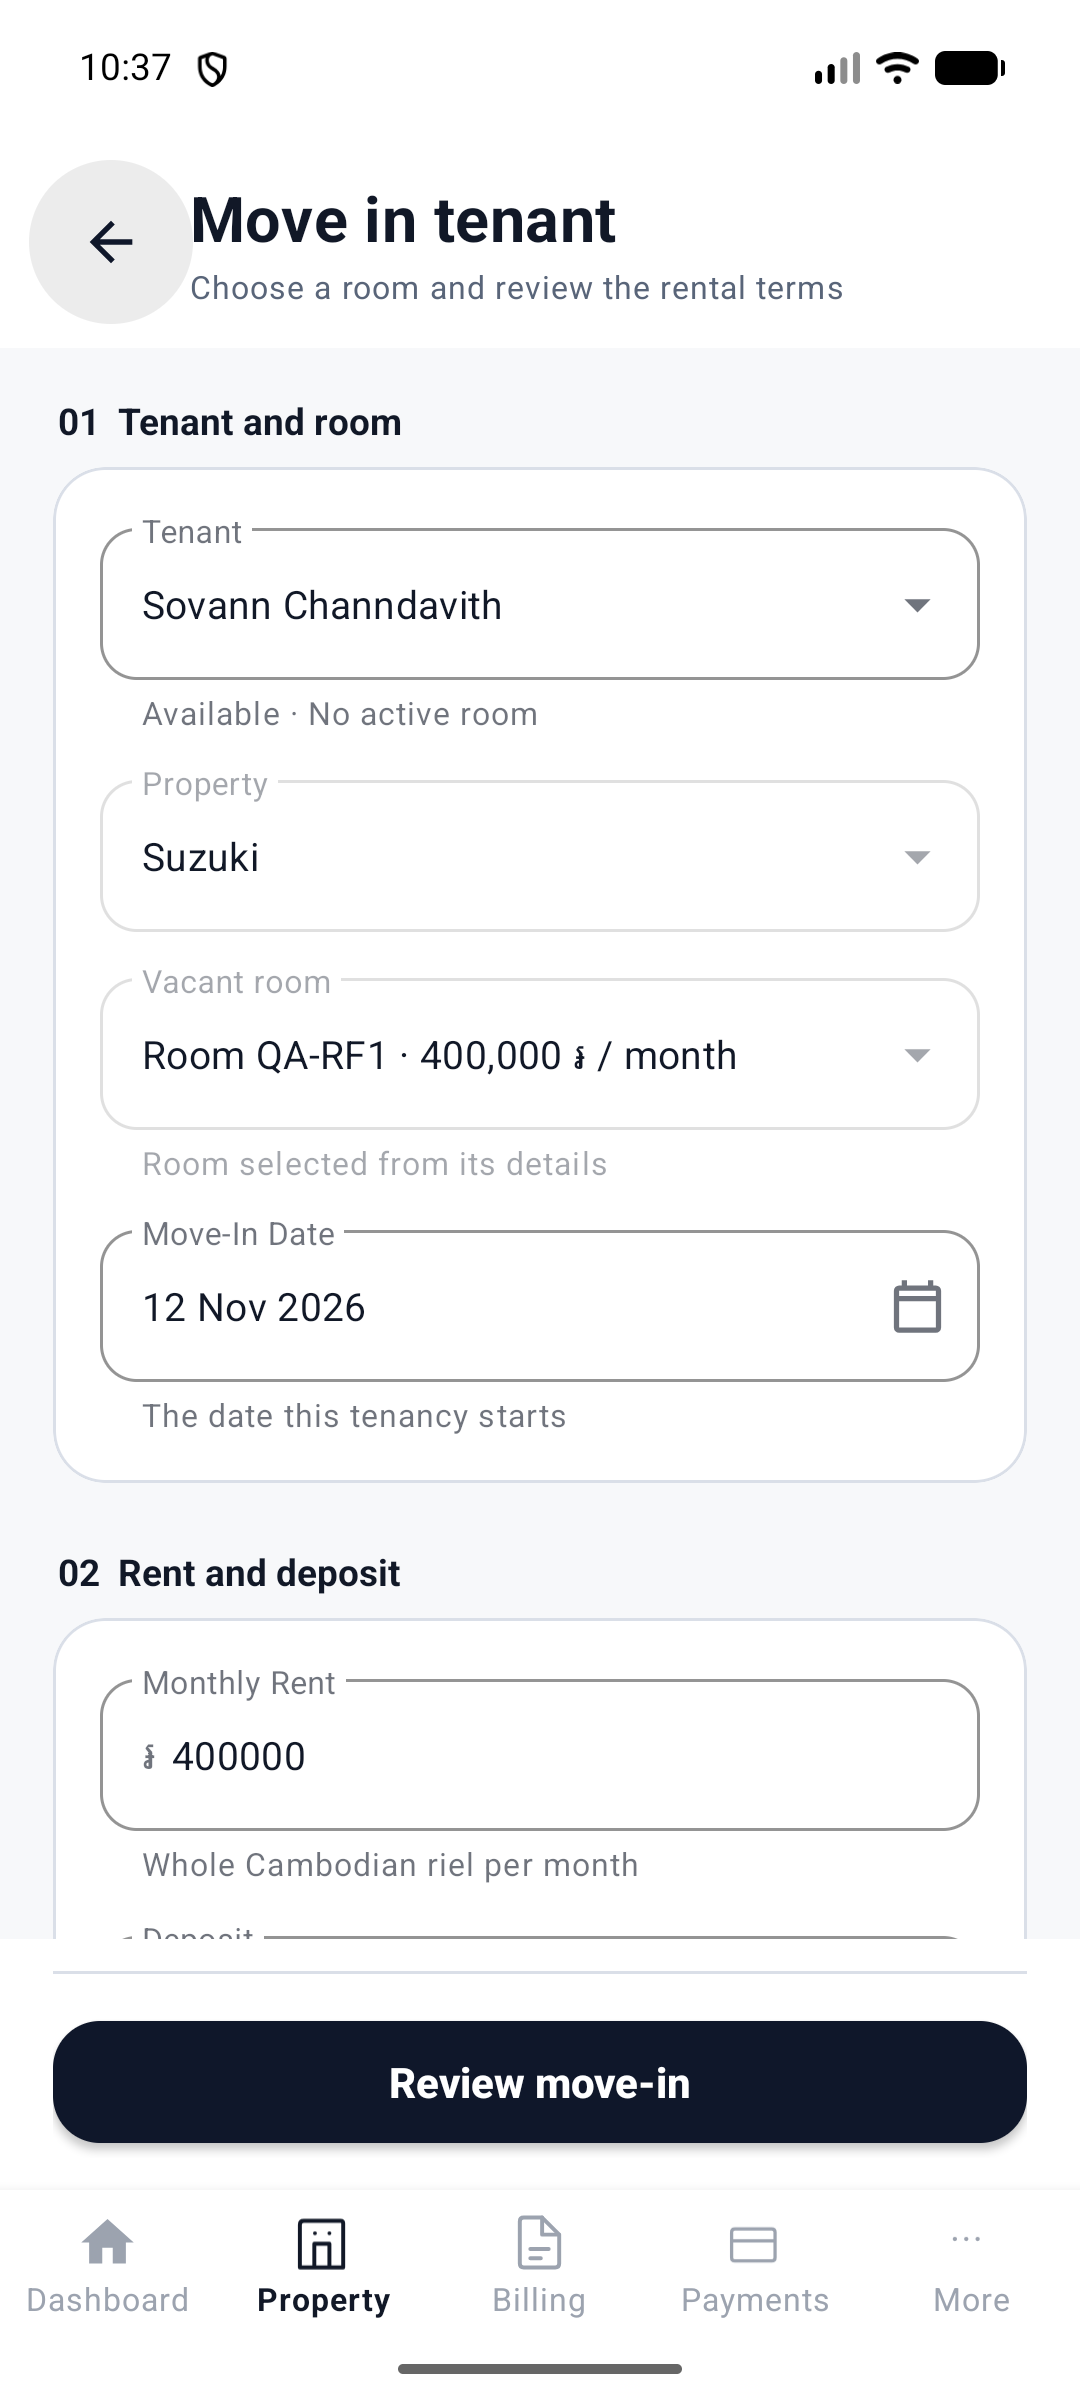 10:37
Move in tenant
Choose a room and review the rental terms
01 Tenant and room
Tenant
Sovann Channdavith
Available · No active room
Property
Suzuki
Vacant room
Room QA-RF1 · 400,000 ៛ / month
Room selected from its details
Move-In Date
12 Nov 2026
The date this tenancy starts
02 Rent and deposit
Monthly Rent
៛ 400000
Whole Cambodian riel per month
Deposit
Review move-in
Dashboard
Property
Billing
Payments
More